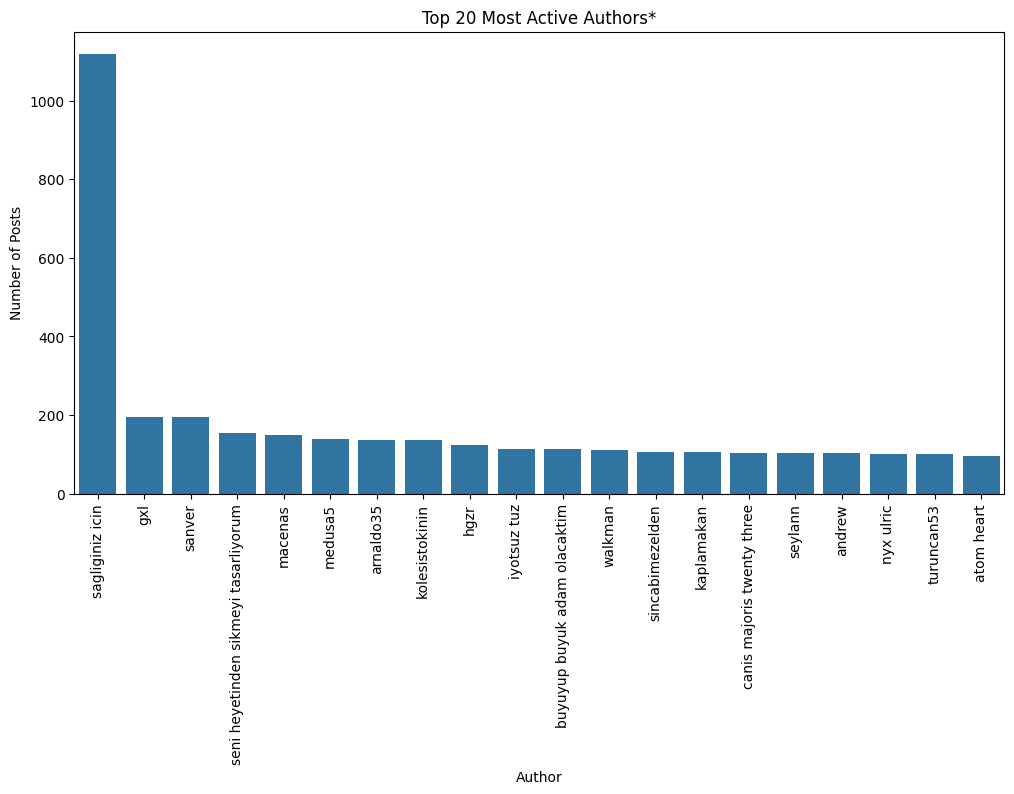 Top 20 Most Active Authors*
Number of Posts
1000
800
600
400
200
0
sagliginiz icin
gxl
sanver
seni heyetinden sikmeyi tasarliyorum
macenas
medusa5
arnaldo35
kolesistokinin
hgzr
iyotsuz tuz
buyuyup buyuk adam olacaktim
walkman
sincabimezelden
kaplamakan
canis majoris twenty three
seylann
andrew
nyx ulric
turuncan53
atom heart
Author